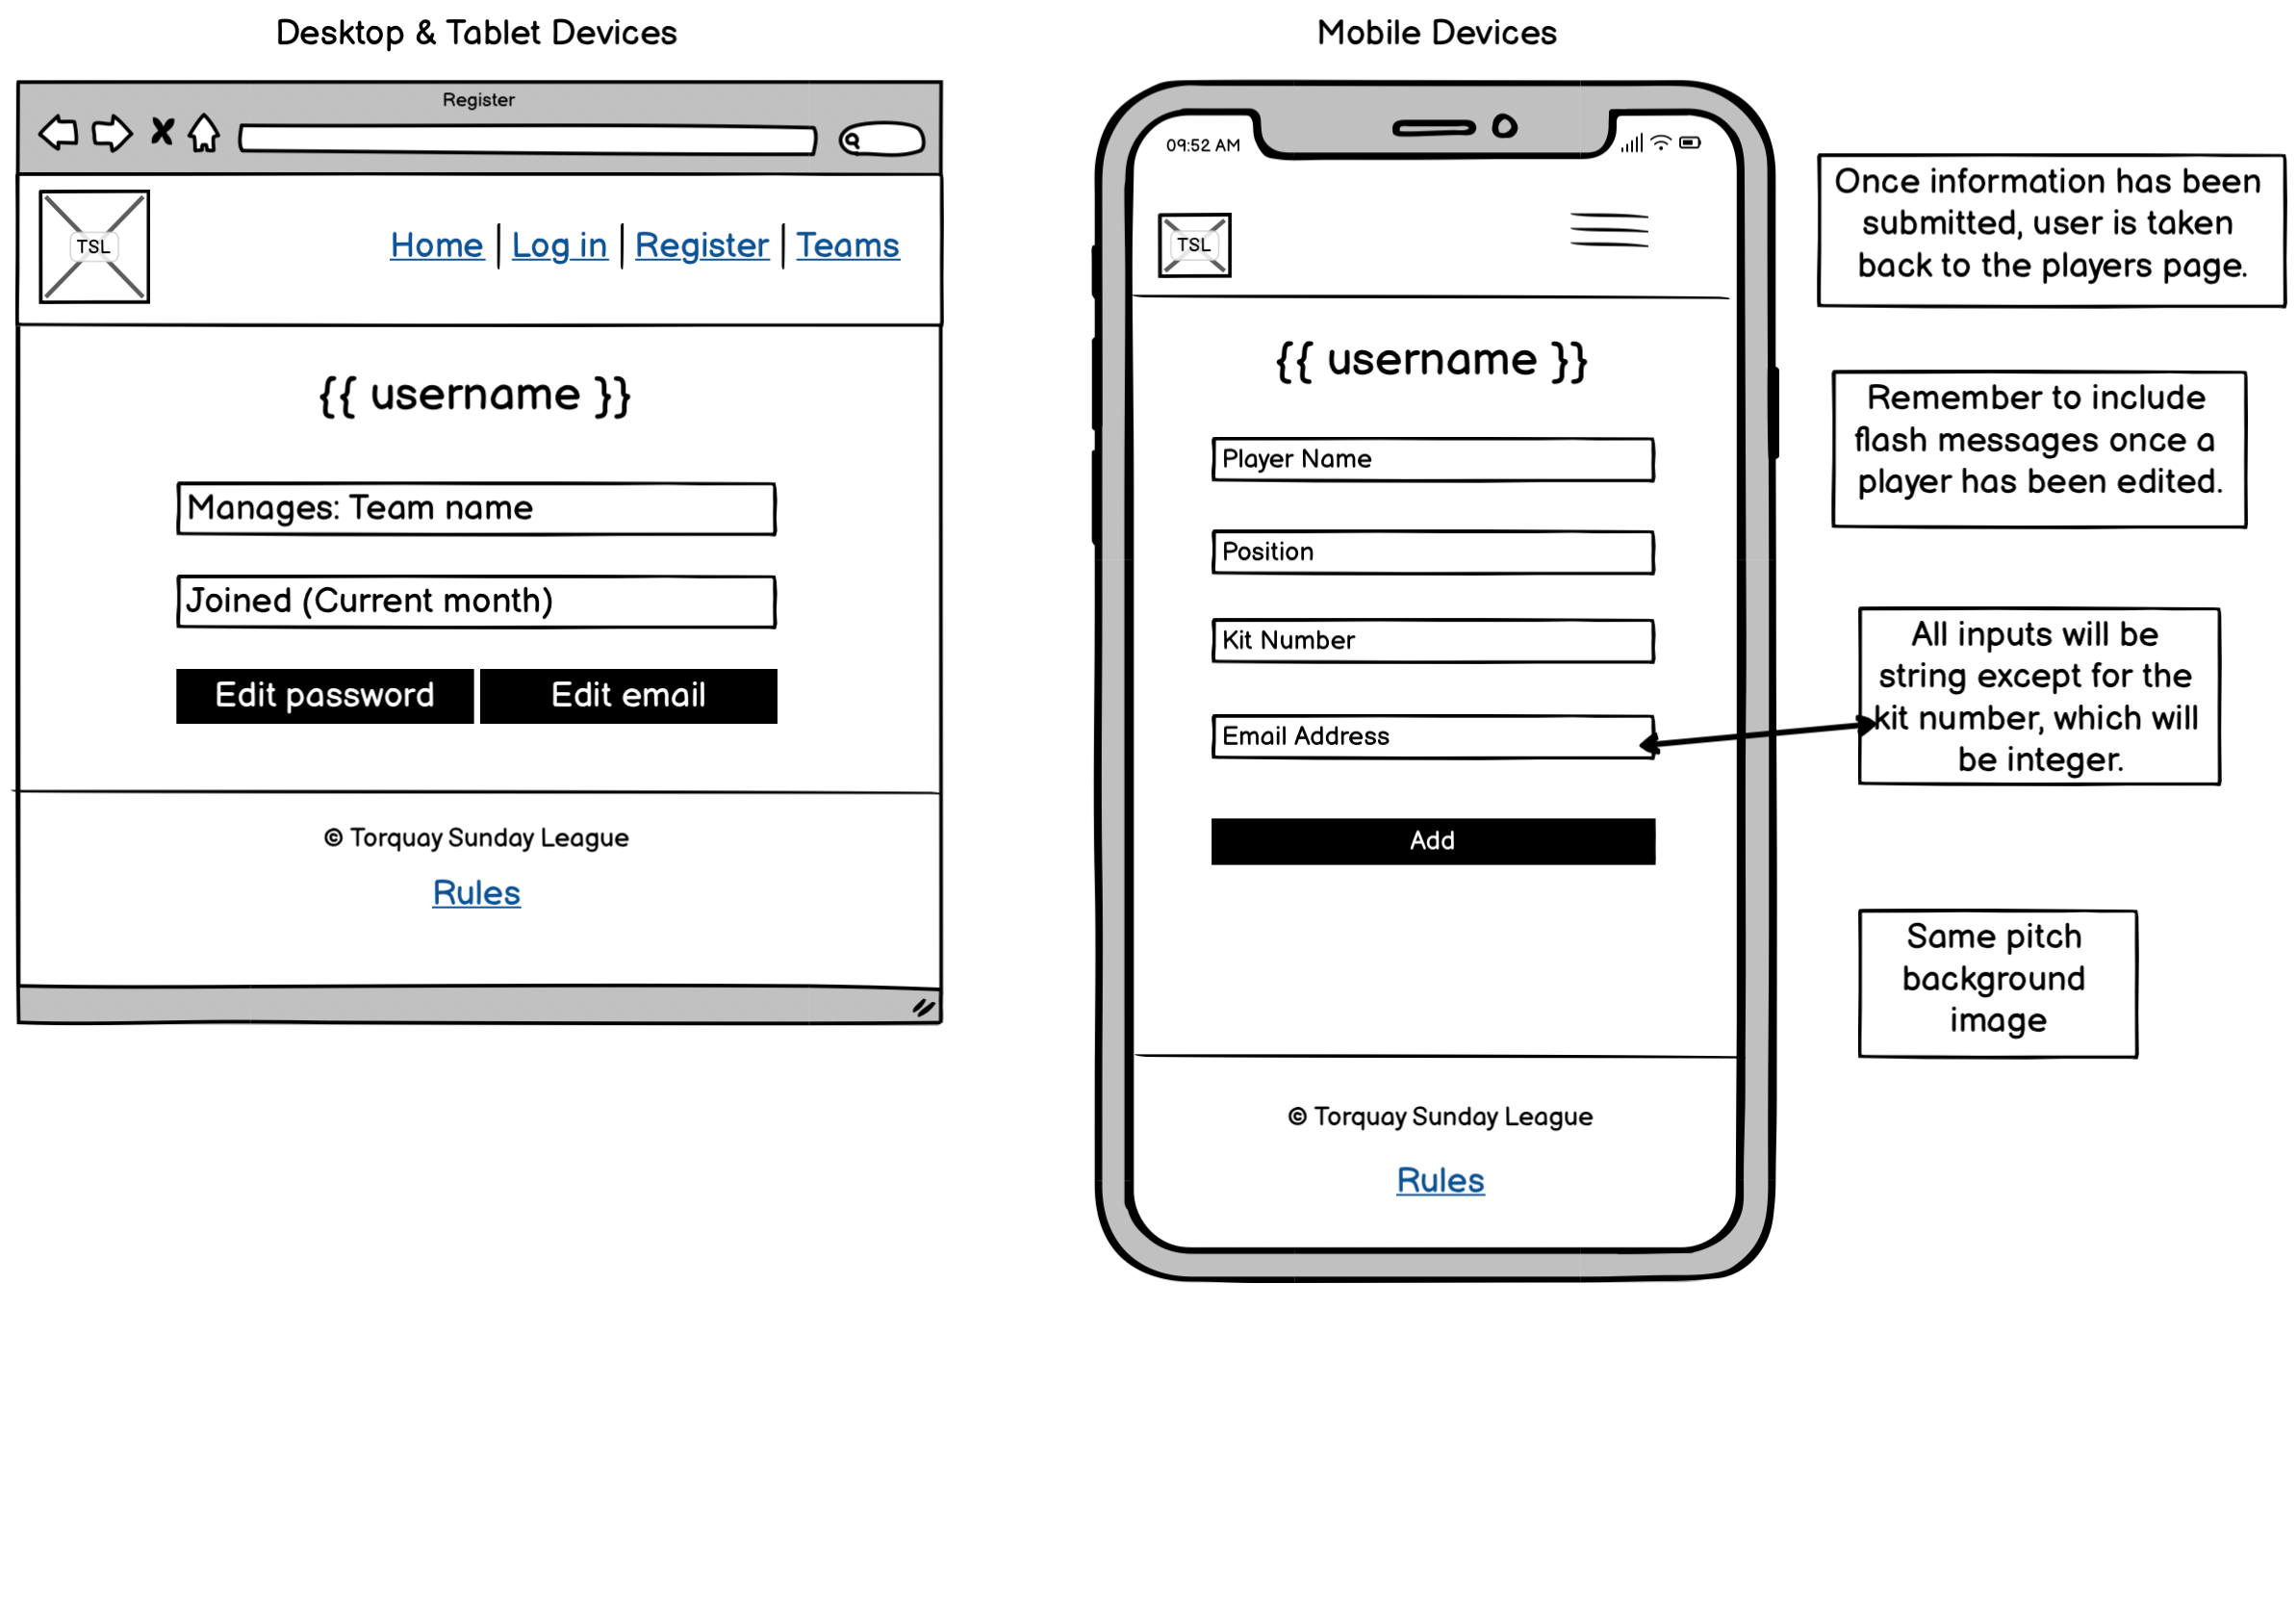 Desktop & Tablet Devices
Register
TSL
Home | Log in | Register | Teams
{{ username }}
Manages: Team name
Joined (Current month)
Edit password
Edit email
© Torquay Sunday League
Rules
Mobile Devices
09:52 AM
TSL
{{ username }}
Player Name
Position
Kit Number
Email Address
Add
© Torquay Sunday League
Rules
Once information has been
submitted, user is taken
back to the players page.
Remember to include
flash messages once a
player has been edited.
All inputs will be
string except for the
kit number, which will
be integer.
Same pitch
background
image